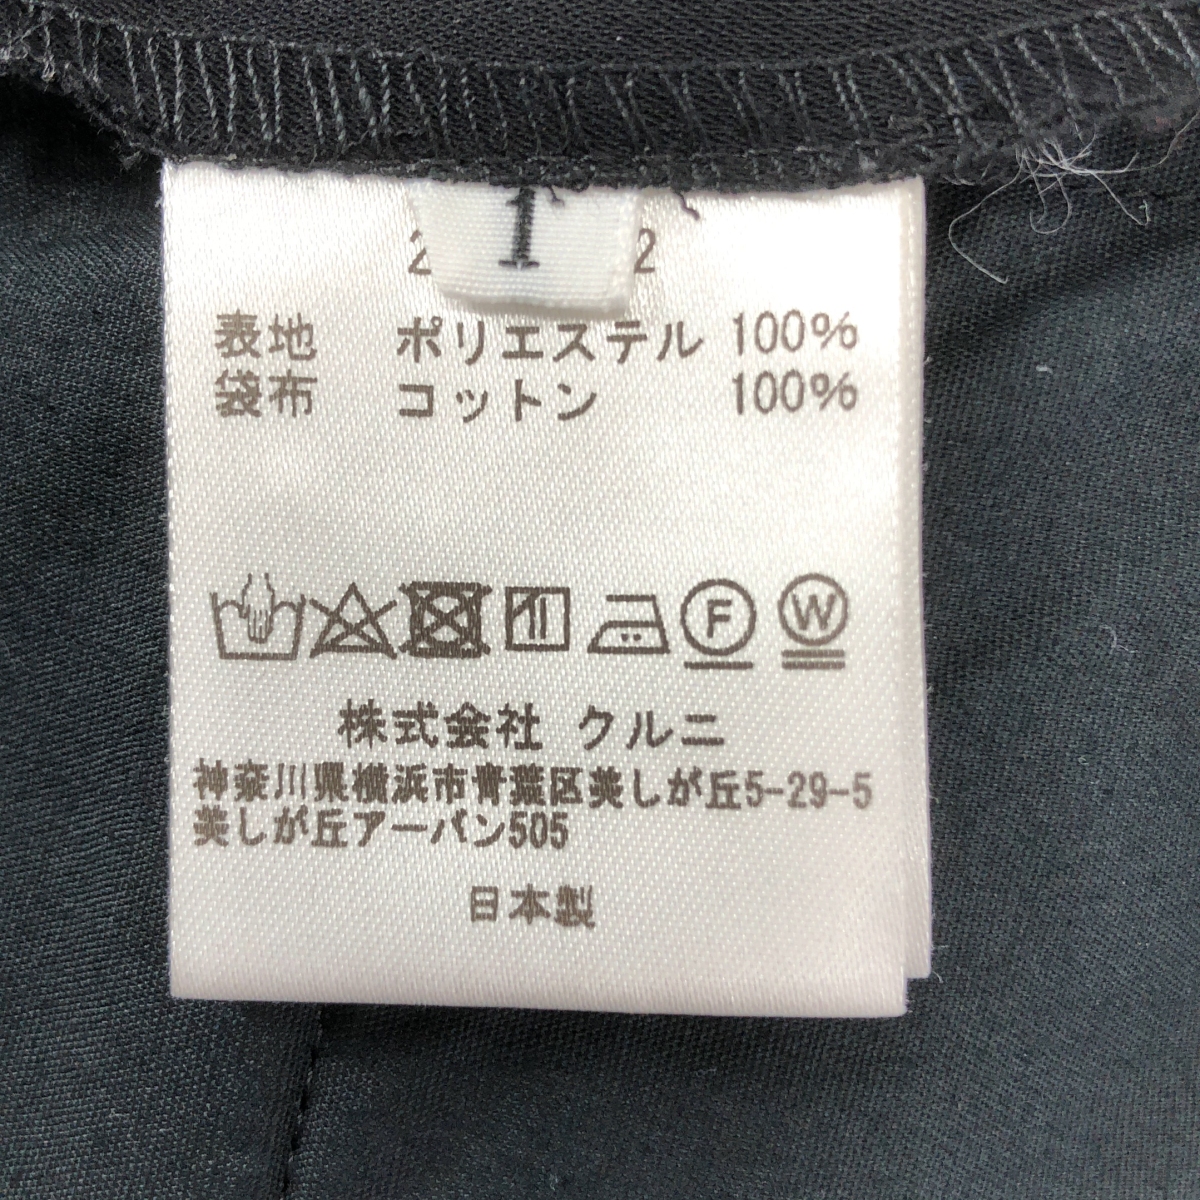 1
表地 ポリエステル 100%
袋布 コットン 100%
F W
株式会社 クルニ
神奈川県横浜市青葉区美しが丘5-29-5
美しが丘アーバン505
日本製